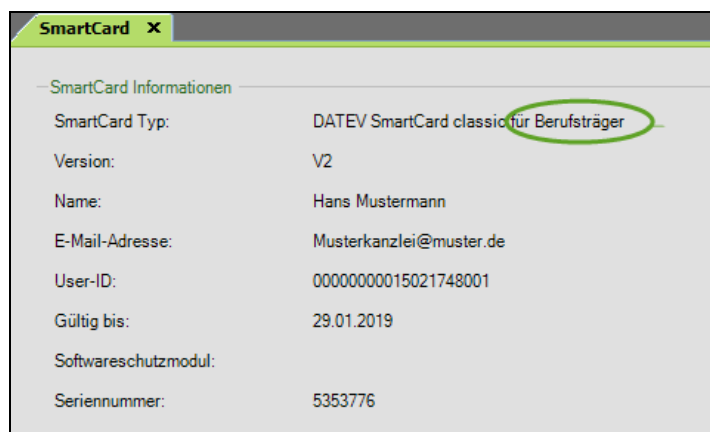 SmartCard X
SmartCard Informationen
SmartCard Typ: DATEV SmartCard classic für Berufsträger
Version: V2
Name: Hans Mustermann
E-Mail-Adresse: Musterkanzlei@muster.de
User-ID: 00000000015021748001
Gültig bis: 29.01.2019
Softwareschutzmodul:
Seriennummer: 5353776